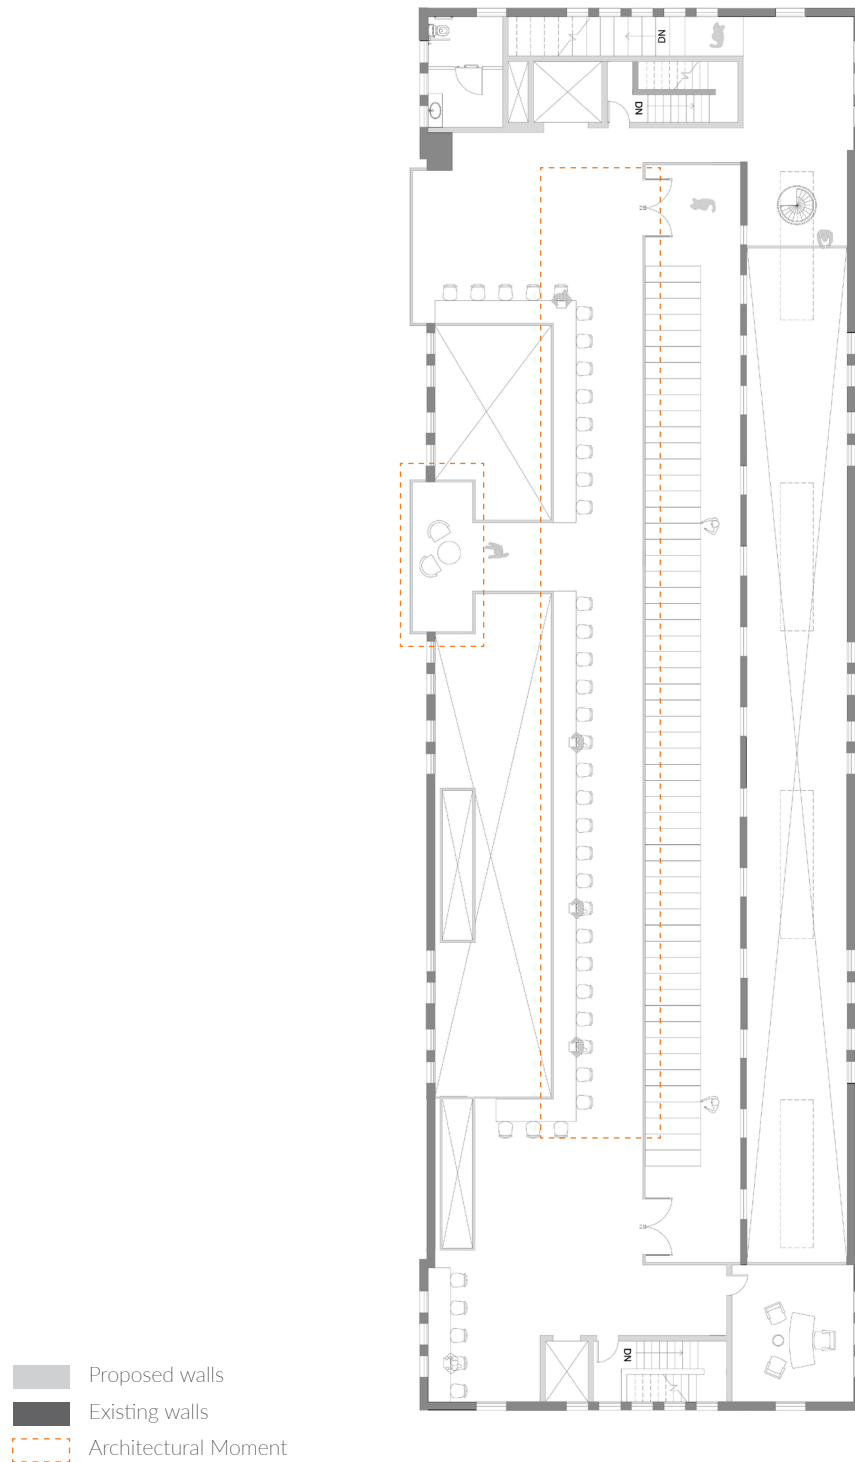 DN
DN
DN
Proposed walls
Existing walls
Architectural Moment